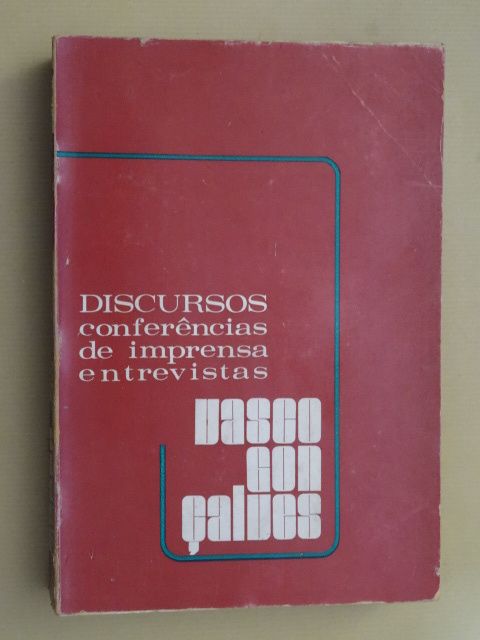 DISCURSOS
conferências
de imprensa
entrevistas
vasco
gon
çalves